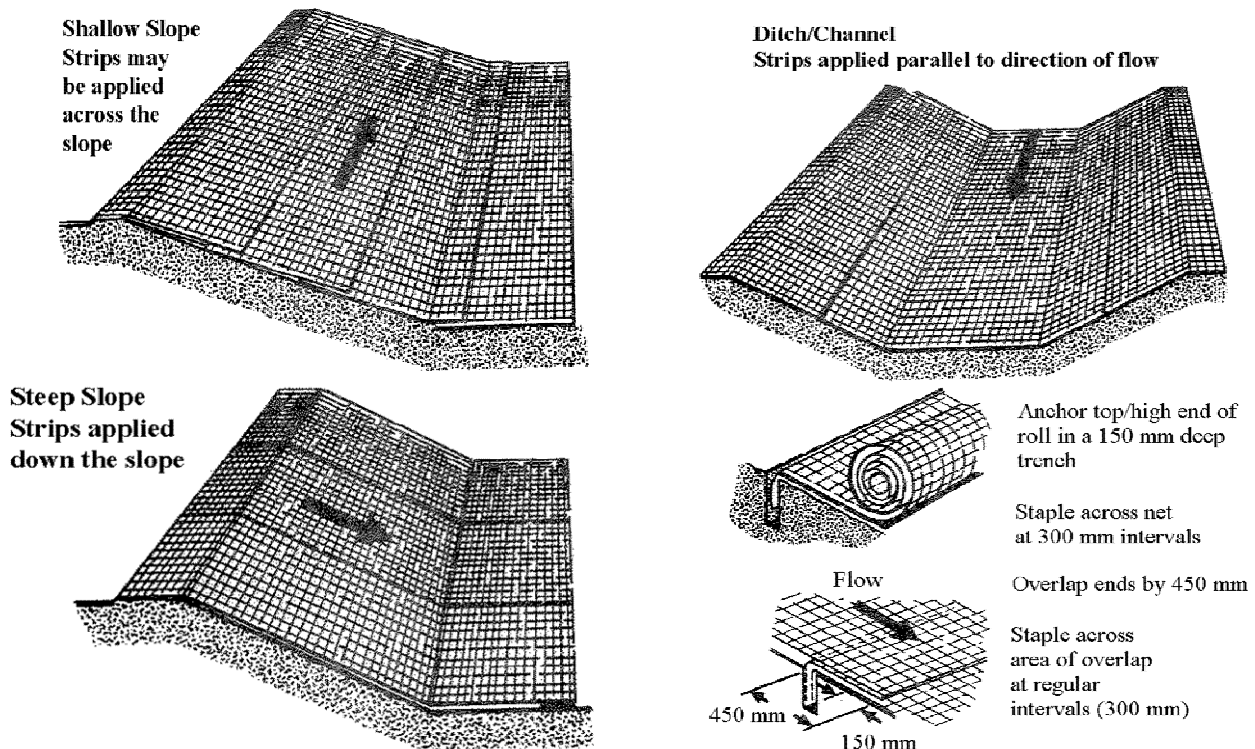 Shallow Slope
Strips may
be applied
across the
slope
Ditch/Channel
Strips applied parallel to direction of flow
Steep Slope
Strips applied
down the slope
Anchor top/high end of
roll in a 150 mm deep
trench
Staple across net
at 300 mm intervals
Flow
Overlap ends by 450 mm
Staple across
area of overlap
at regular
intervals (300 mm)
450 mm
150 mm